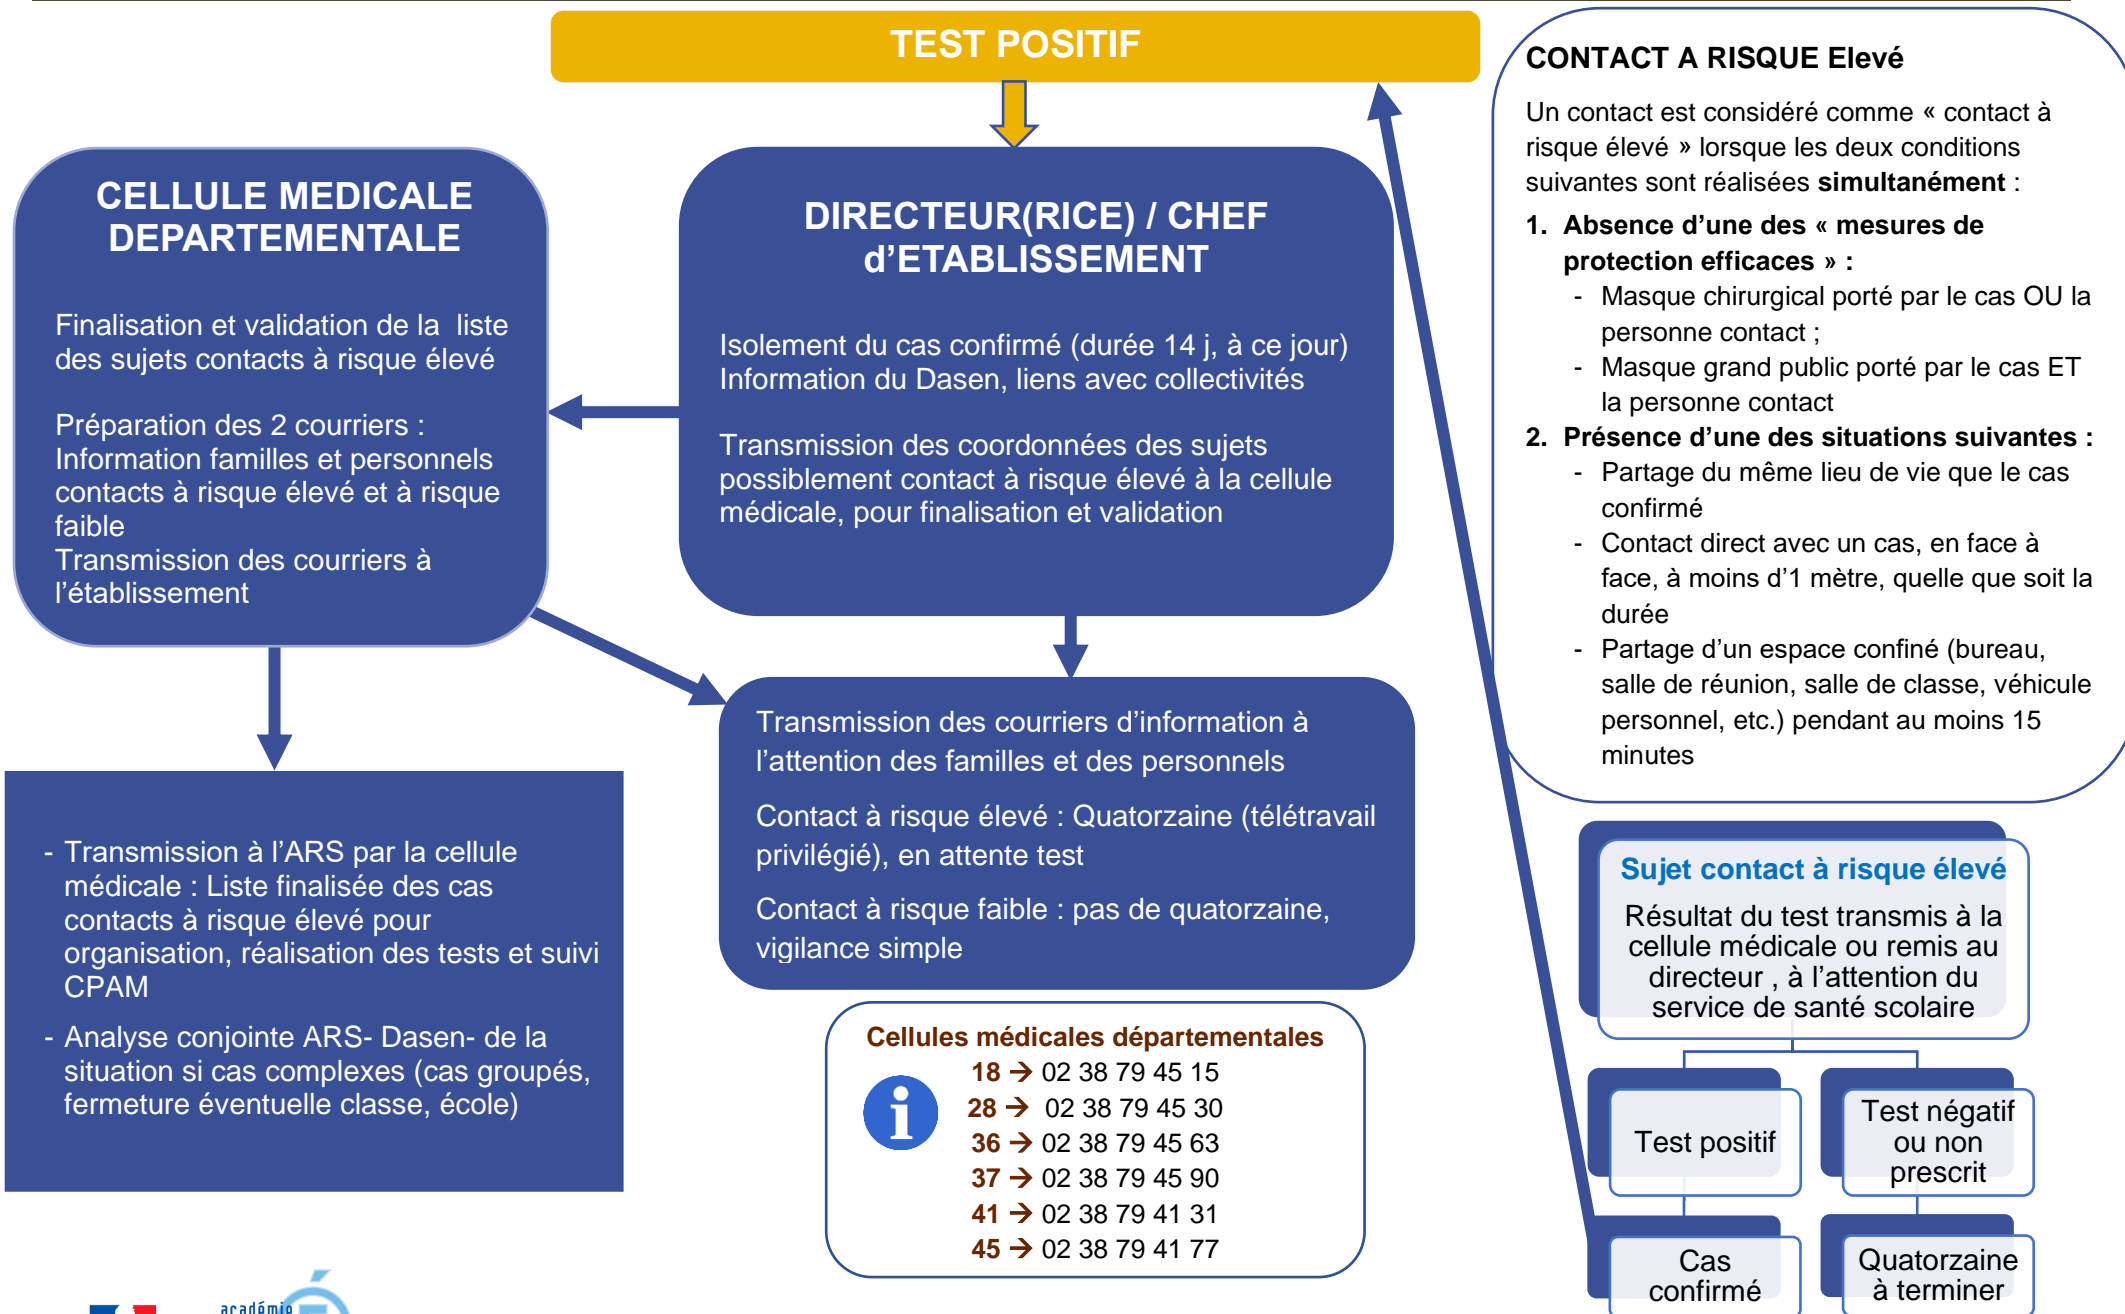 TEST POSITIF
CELLULE MEDICALE
DEPARTEMENTALE
Finalisation et validation de la liste
des sujets contacts à risque élevé
Préparation des 2 courriers :
Information familles et personnels
contacts à risque élevé et à risque
faible
Transmission des courriers à
l’établissement
DIRECTEUR(RICE) / CHEF
d’ETABLISSEMENT
Isolement du cas confirmé (durée 14 j, à ce jour)
Information du Dasen, liens avec collectivités
Transmission des coordonnées des sujets
possiblement contact à risque élevé à la cellule
médicale, pour finalisation et validation
- Transmission à l’ARS par la cellule
médicale : Liste finalisée des cas
contacts à risque élevé pour
organisation, réalisation des tests et suivi
CPAM
- Analyse conjointe ARS- Dasen- de la
situation si cas complexes (cas groupés,
fermeture éventuelle classe, école)
Transmission des courriers d’information à
l’attention des familles et des personnels
Contact à risque élevé : Quatorzaine (télétravail
privilégié), en attente test
Contact à risque faible : pas de quatorzaine,
vigilance simple
Cellules médicales départementales
18 → 02 38 79 45 15
28 → 02 38 79 45 30
36 → 02 38 79 45 63
37 → 02 38 79 45 90
41 → 02 38 79 41 31
45 → 02 38 79 41 77
CONTACT A RISQUE Elevé
Un contact est considéré comme « contact à
risque élevé » lorsque les deux conditions
suivantes sont réalisées simultanément :
1. Absence d’une des « mesures de
protection efficaces » :
- Masque chirurgical porté par le cas OU la
personne contact ;
- Masque grand public porté par le cas ET
la personne contact
2. Présence d’une des situations suivantes :
- Partage du même lieu de vie que le cas
confirmé
- Contact direct avec un cas, en face à
face, à moins d’1 mètre, quelle que soit la
durée
- Partage d’un espace confiné (bureau,
salle de réunion, salle de classe, véhicule
personnel, etc.) pendant au moins 15
minutes
Sujet contact à risque élevé
Résultat du test transmis à la
cellule médicale ou remis au
directeur , à l’attention du
service de santé scolaire
Test positif
Test négatif
ou non
prescrit
Cas
confirmé
Quatorzaine
à terminer
académie